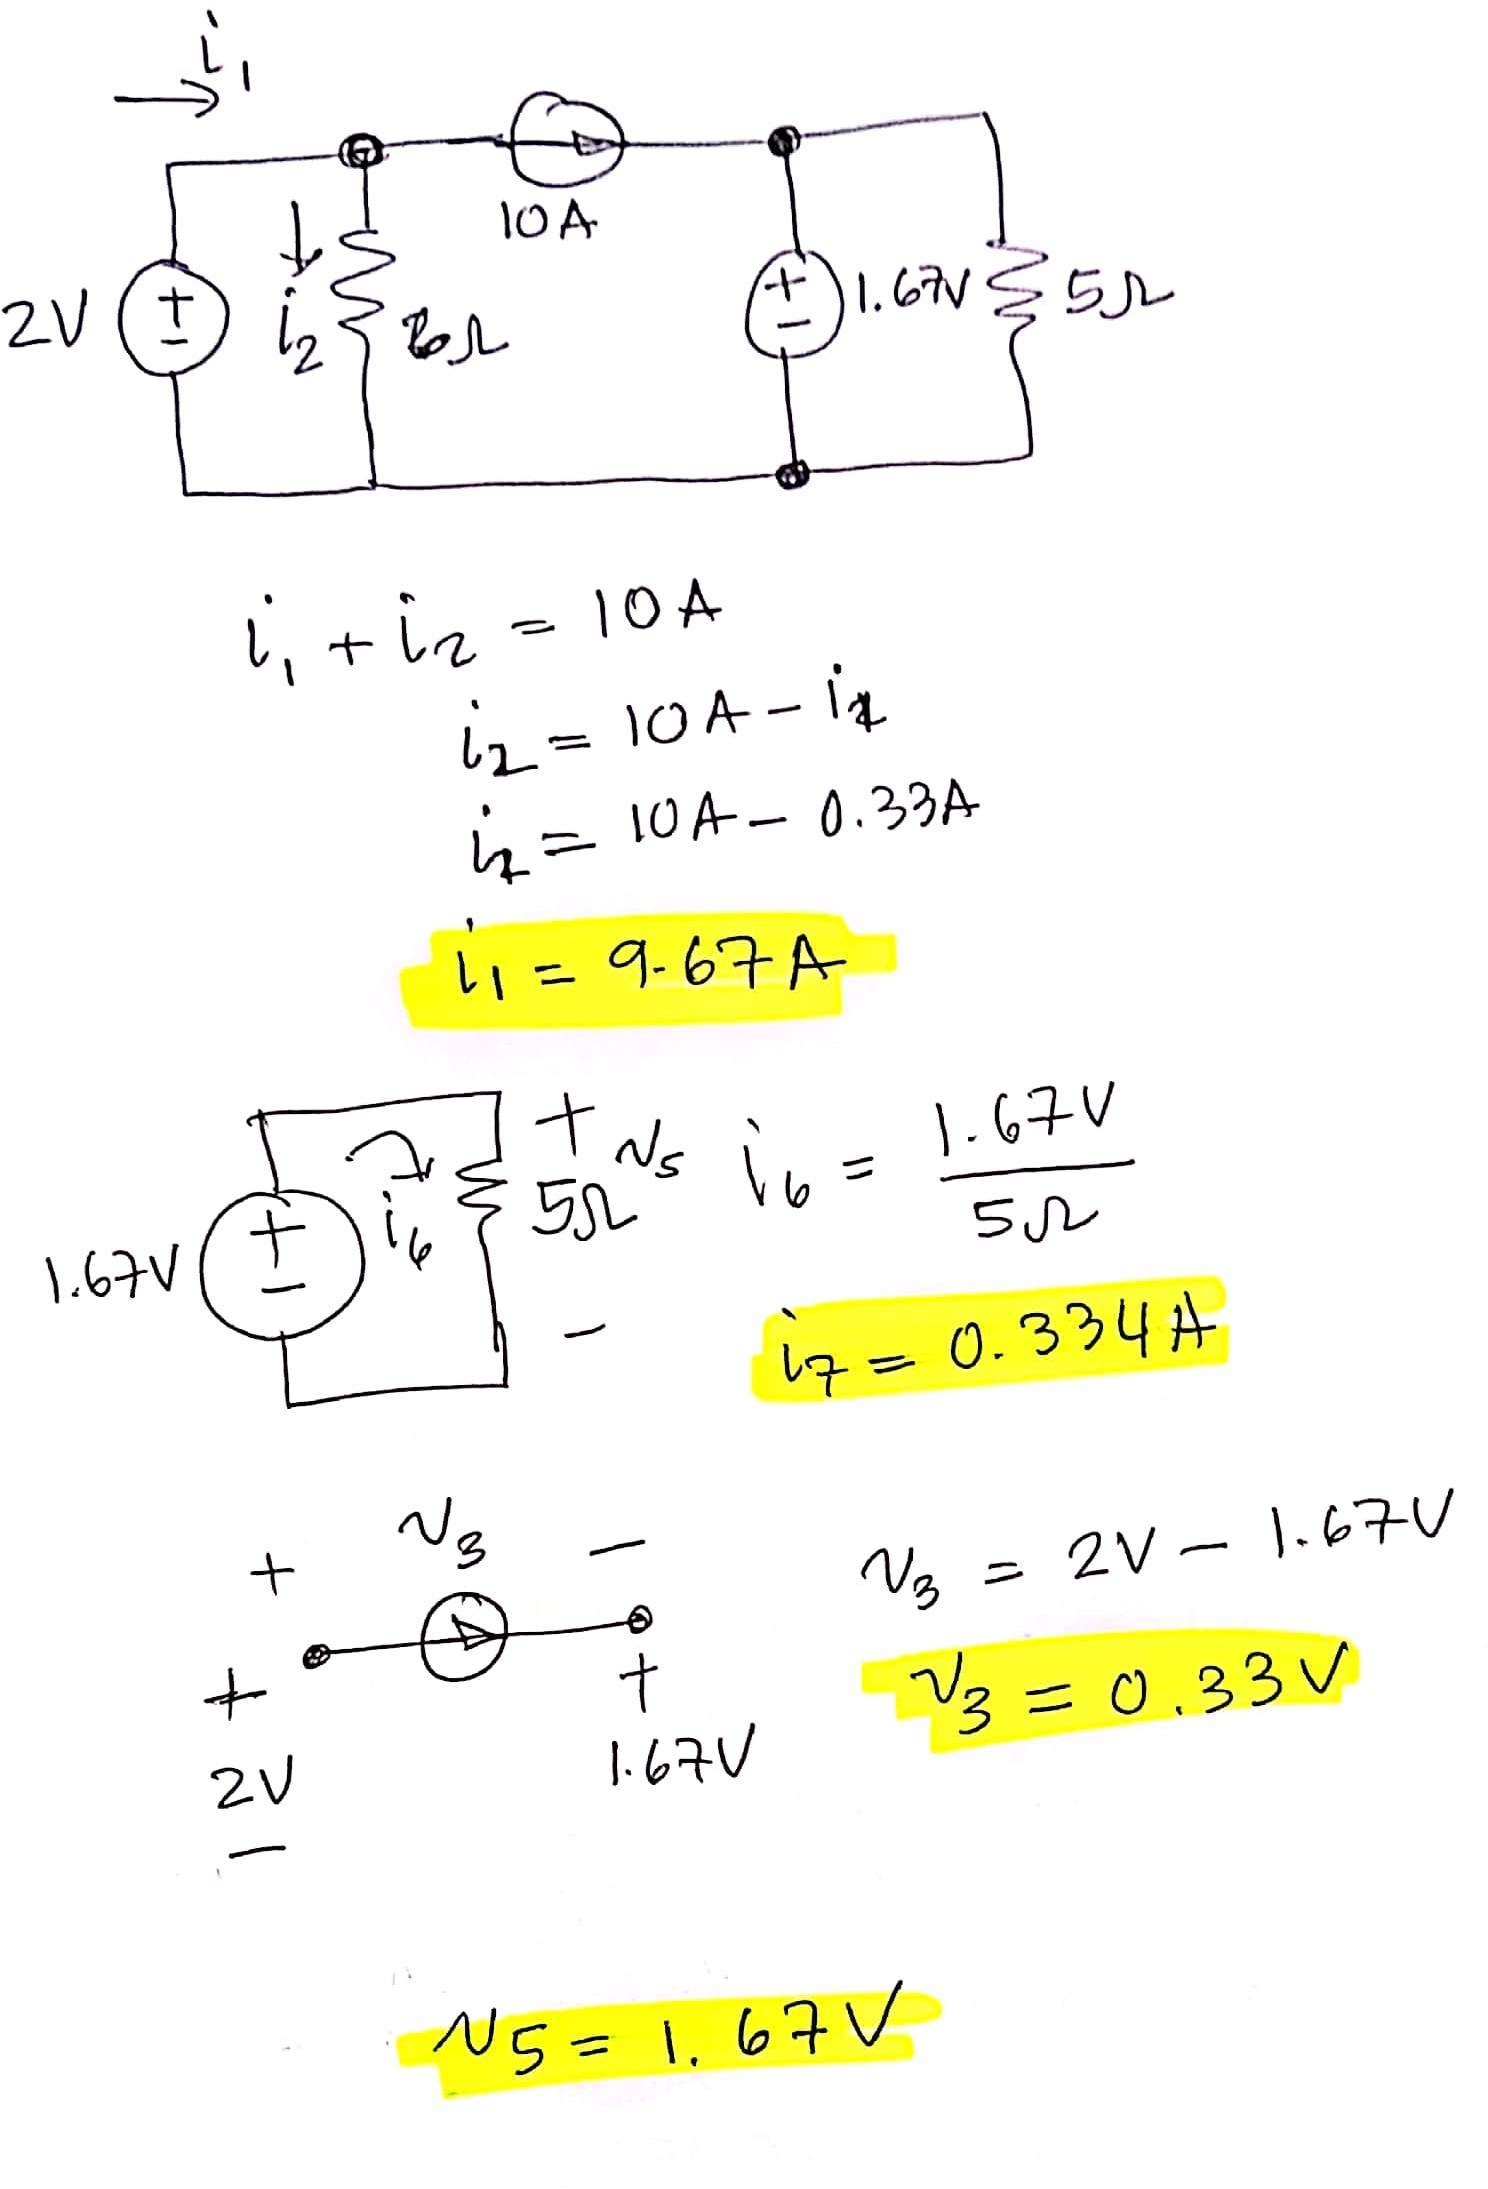 i₁
10A
2V
i₂
6Ω
1.67V
5Ω
i₁ + i₂ = 10A
i₂ = 10A - i₂
i₂ = 10A - 0.33A
i₁ = 9.67A
1.67V
i₆
+
5Ω
-
v₅
i₆ = 1.67V / 5Ω
i₇ = 0.334A
+ v₃ -
+
2V
-
+
1.67V
v₃ = 2V - 1.67V
v₃ = 0.33V
v₅ = 1.67V